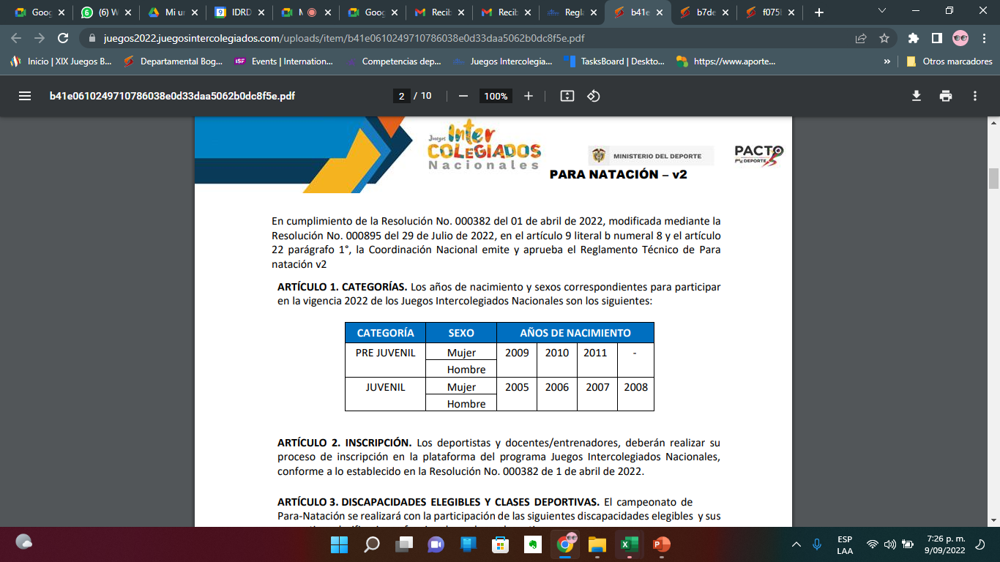 Goog
(6) W
Mi un
IDRD
M
Goog
Recib
Recib
Regla
b41e
b7de
f075l
juegos2022.juegosintercolegiados.com/uploads/item/b41e0610249710786038e0d33daa5062b0dc8f5e.pdf
Inicio | XIX Juegos B...
Departamental Bog...
ISF
Events | Internation...
Competencias dep...
Juegos Intercolegia...
TasksBoard | Deskto...
https://www.aporte...
»
Otros marcadores
b41e0610249710786038e0d33daa5062b0dc8f5e.pdf
2 / 10
100%
Juegos
Inter
COLEGIADOS
Nacionales
MINISTERIO DEL DEPORTE
PACTO
DEPORTE
PARA NATACIÓN – v2
En cumplimiento de la Resolución No. 000382 del 01 de abril de 2022, modificada mediante la
Resolución No. 000895 del 29 de Julio de 2022, en el artículo 9 literal b numeral 8 y el artículo
22 parágrafo 1°, la Coordinación Nacional emite y aprueba el Reglamento Técnico de Para
natación v2
ARTÍCULO 1. CATEGORÍAS. Los años de nacimiento y sexos correspondientes para participar
en la vigencia 2022 de los Juegos Intercolegiados Nacionales son los siguientes:
CATEGORÍA SEXO AÑOS DE NACIMIENTO
PRE JUVENIL Mujer 2009 2010 2011 -
Hombre
JUVENIL Mujer 2005 2006 2007 2008
Hombre
ARTÍCULO 2. INSCRIPCIÓN. Los deportistas y docentes/entrenadores, deberán realizar su
proceso de inscripción en la plataforma del programa Juegos Intercolegiados Nacionales,
conforme a lo establecido en la Resolución No. 000382 de 1 de abril de 2022.
ARTÍCULO 3. DISCAPACIDADES ELEGIBLES Y CLASES DEPORTIVAS. El campeonato de
Para-Natación se realizará con la participación de las siguientes discapacidades elegibles y sus
ESP
LAA
7:26 p. m.
9/09/2022